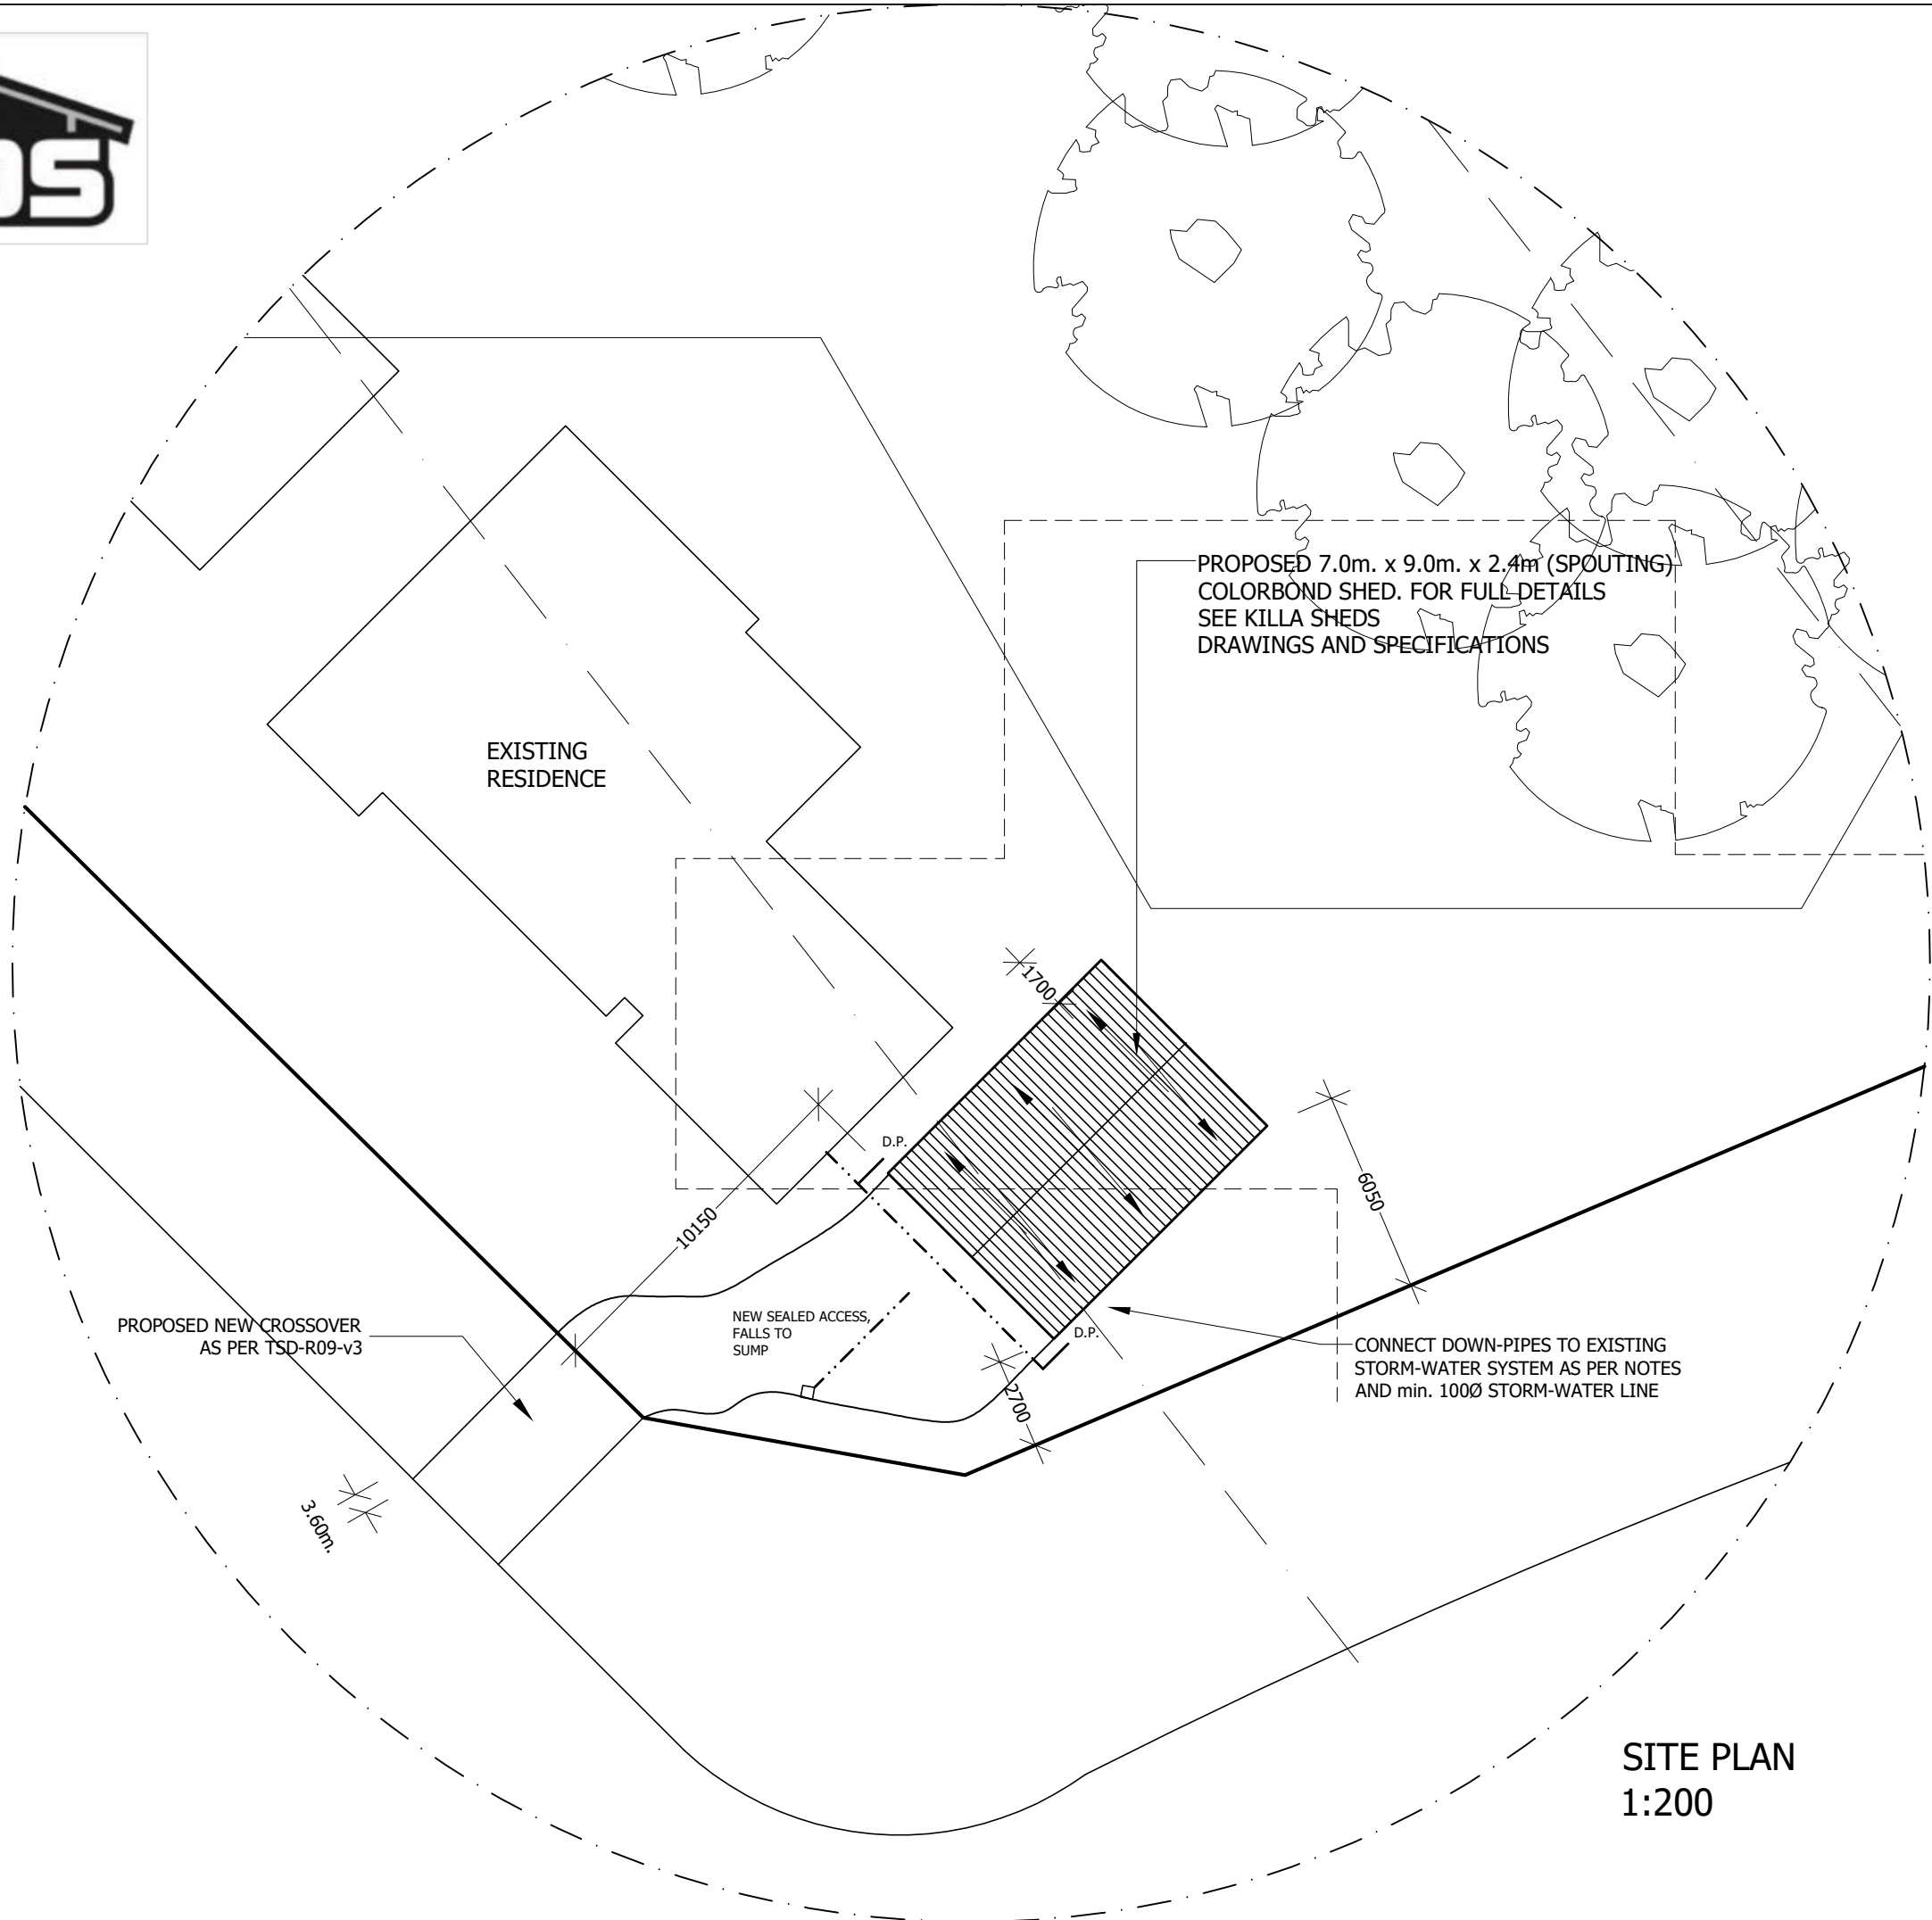 OS
PROPOSED 7.0m. x 9.0m. x 2.4m (SPOUTING)
COLORBOND SHED. FOR FULL DETAILS
SEE KILLA SHEDS
DRAWINGS AND SPECIFICATIONS
EXISTING
RESIDENCE
1700
D.P.
6050
10150
NEW SEALED ACCESS,
FALLS TO
SUMP
PROPOSED NEW CROSSOVER
AS PER TSD-R09-v3
D.P.
CONNECT DOWN-PIPES TO EXISTING
STORM-WATER SYSTEM AS PER NOTES
AND min. 100Ø STORM-WATER LINE
2700
3.60m.
SITE PLAN
1:200